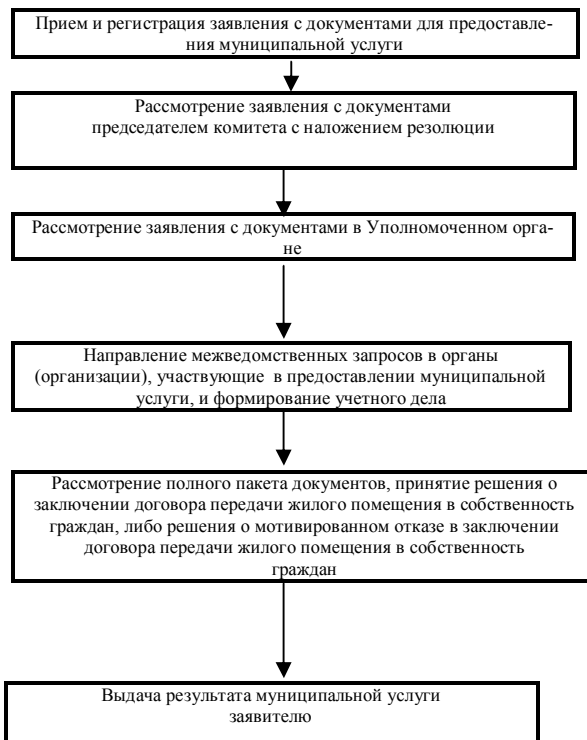 Прием и регистрация заявления с документами для предоставле-
ния муниципальной услуги
Рассмотрение заявления с документами
председателем комитета с наложением резолюции
Рассмотрение заявления с документами в Уполномоченном орга-
не
Направление межведомственных запросов в органы
(организации), участвующие в предоставлении муниципальной
услуги, и формирование учетного дела
Рассмотрение полного пакета документов, принятие решения о
заключении договора передачи жилого помещения в собственность
граждан, либо решения о мотивированном отказе в заключении
договора передачи жилого помещения в собственность
граждан
Выдача результата муниципальной услуги
заявителю